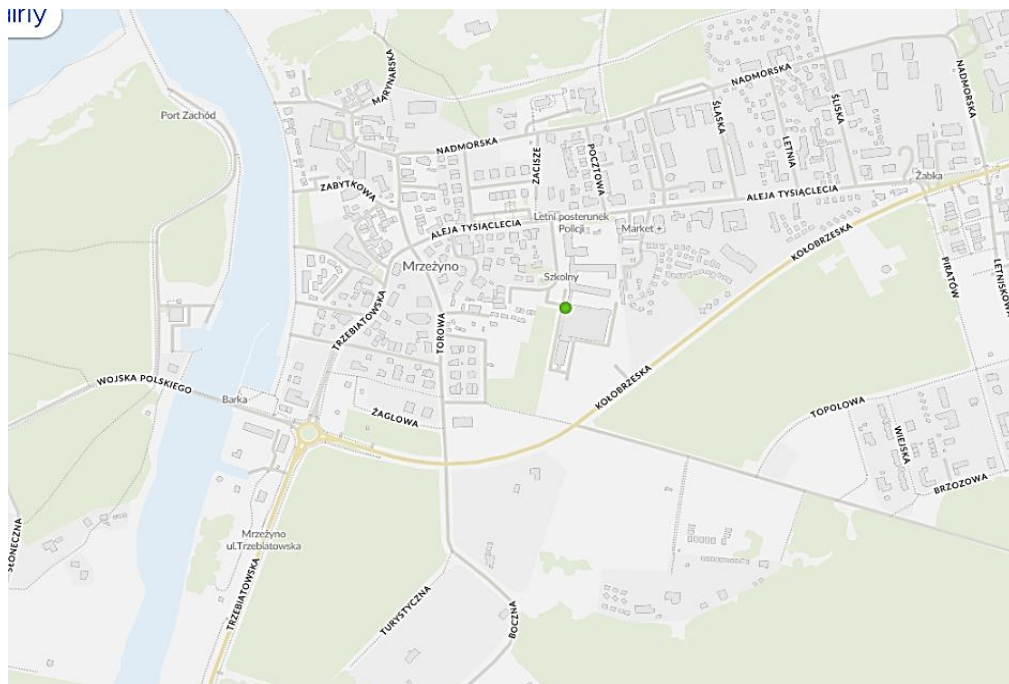 Port Zachód
MARYNARSKA
NADMORSKA
NADMORSKA
NADMORSKA
ŚLĄSKA
ŚLISKA
LETNIA
ZACISZE
POCZTOWA
ZABYTKOWA
Żabka
ALEJA TYSIĄCLECIA
ALEJA TYSIĄCLECIA
Letni posterunek
Policji
Market +
KOŁOBRZESKA
Mrzeżyno
Szkolny
PIRATÓW
LETNISKOWA
TRZEBIATOWSKA
TOROWA
WOJSKA POLSKIEGO
Barka
ŻAGLOWA
KOŁOBRZESKA
TOPOLOWA
WIEJSKA
BRZOZOWA
SŁONECZNA
Mrzeżyno
ul.Trzebiatowska
TRZEBIATOWSKA
TURYSTYCZNA
BOCZNA